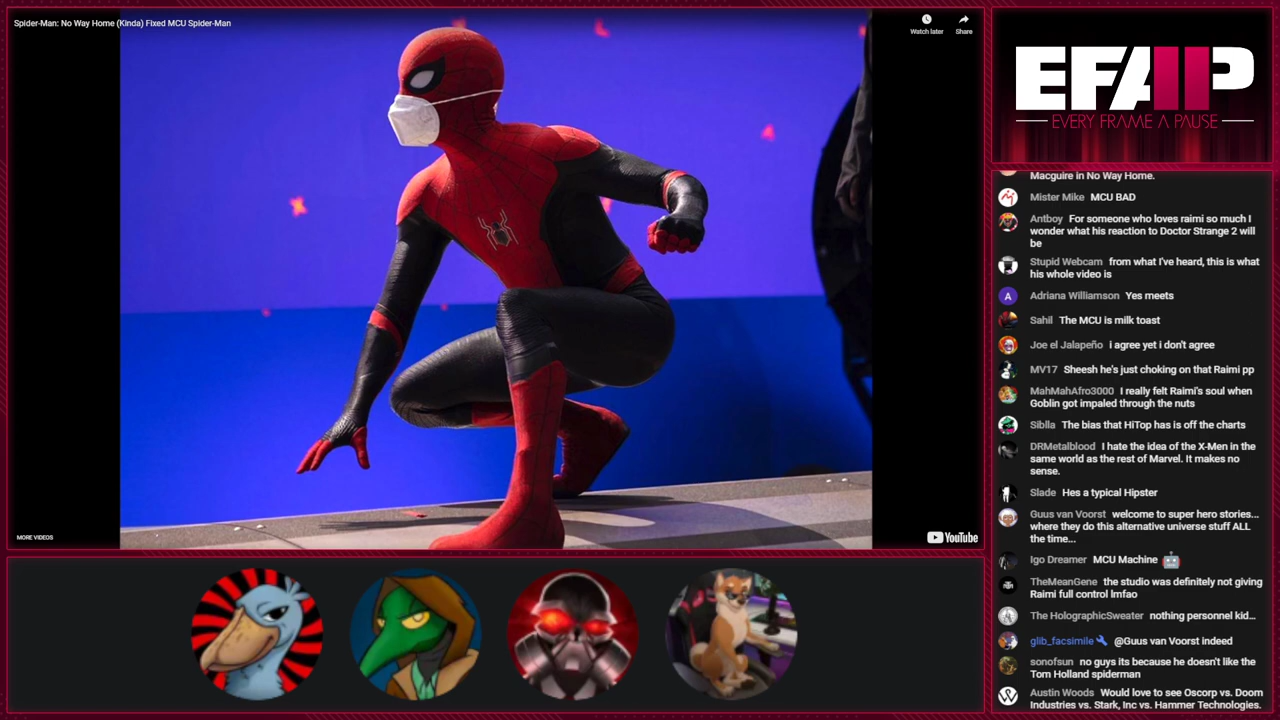 Spider-Man: No Way Home (Kinda) Fixed MCU Spider-Man
Watch later
Share
MORE VIDEOS
YouTube
EFAP
EVERY FRAME A PAUSE
Macguire in No Way Home.
Mister Mike MCU BAD
Antboy For someone who loves raimi so much I
wonder what his reaction to Doctor Strange 2 will
be
Stupid Webcam from what I've heard, this is what
his whole video is
A
Adriana Williamson Yes meets
Sahil The MCU is milk toast
Joe el Jalapeño i agree yet i don't agree
MV17 Sheesh he's just choking on that Raimi pp
MahMahAfro3000 I really felt Raimi's soul when
Goblin got impaled through the nuts
Siblla The bias that HiTop has is off the charts
DRMetalblood I hate the idea of the X-Men in the
same world as the rest of Marvel. It makes no
sense.
Slade Hes a typical Hipster
Guus van Voorst welcome to super hero stories...
where they do this alternative universe stuff ALL
the time...
Igo Dreamer MCU Machine
TheMeanGene the studio was definitely not giving
Raimi full control lmfao
The HolographicSweater nothing personnel kid...
glib_facsimile @Guus van Voorst indeed
sonofsun no guys its because he doesn't like the
Tom Holland spiderman
Austin Woods Would love to see Oscorp vs. Doom
Industries vs. Stark, Inc vs. Hammer Technologies.